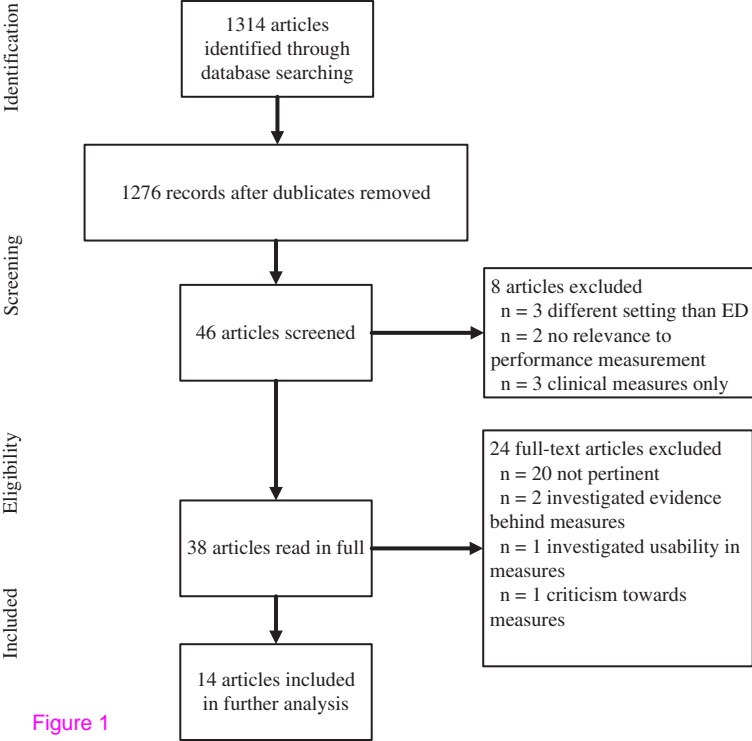 Identification
1314 articles
identified through
database searching
1276 records after dublicates removed
Screening
46 articles screened
8 articles excluded
n = 3 different setting than ED
n = 2 no relevance to
performance measurement
n = 3 clinical measures only
Eligibility
38 articles read in full
24 full-text articles excluded
n = 20 not pertinent
n = 2 investigated evidence
behind measures
n = 1 investigated usability in
measures
n = 1 criticism towards
measures
Included
14 articles included
in further analysis
Figure 1